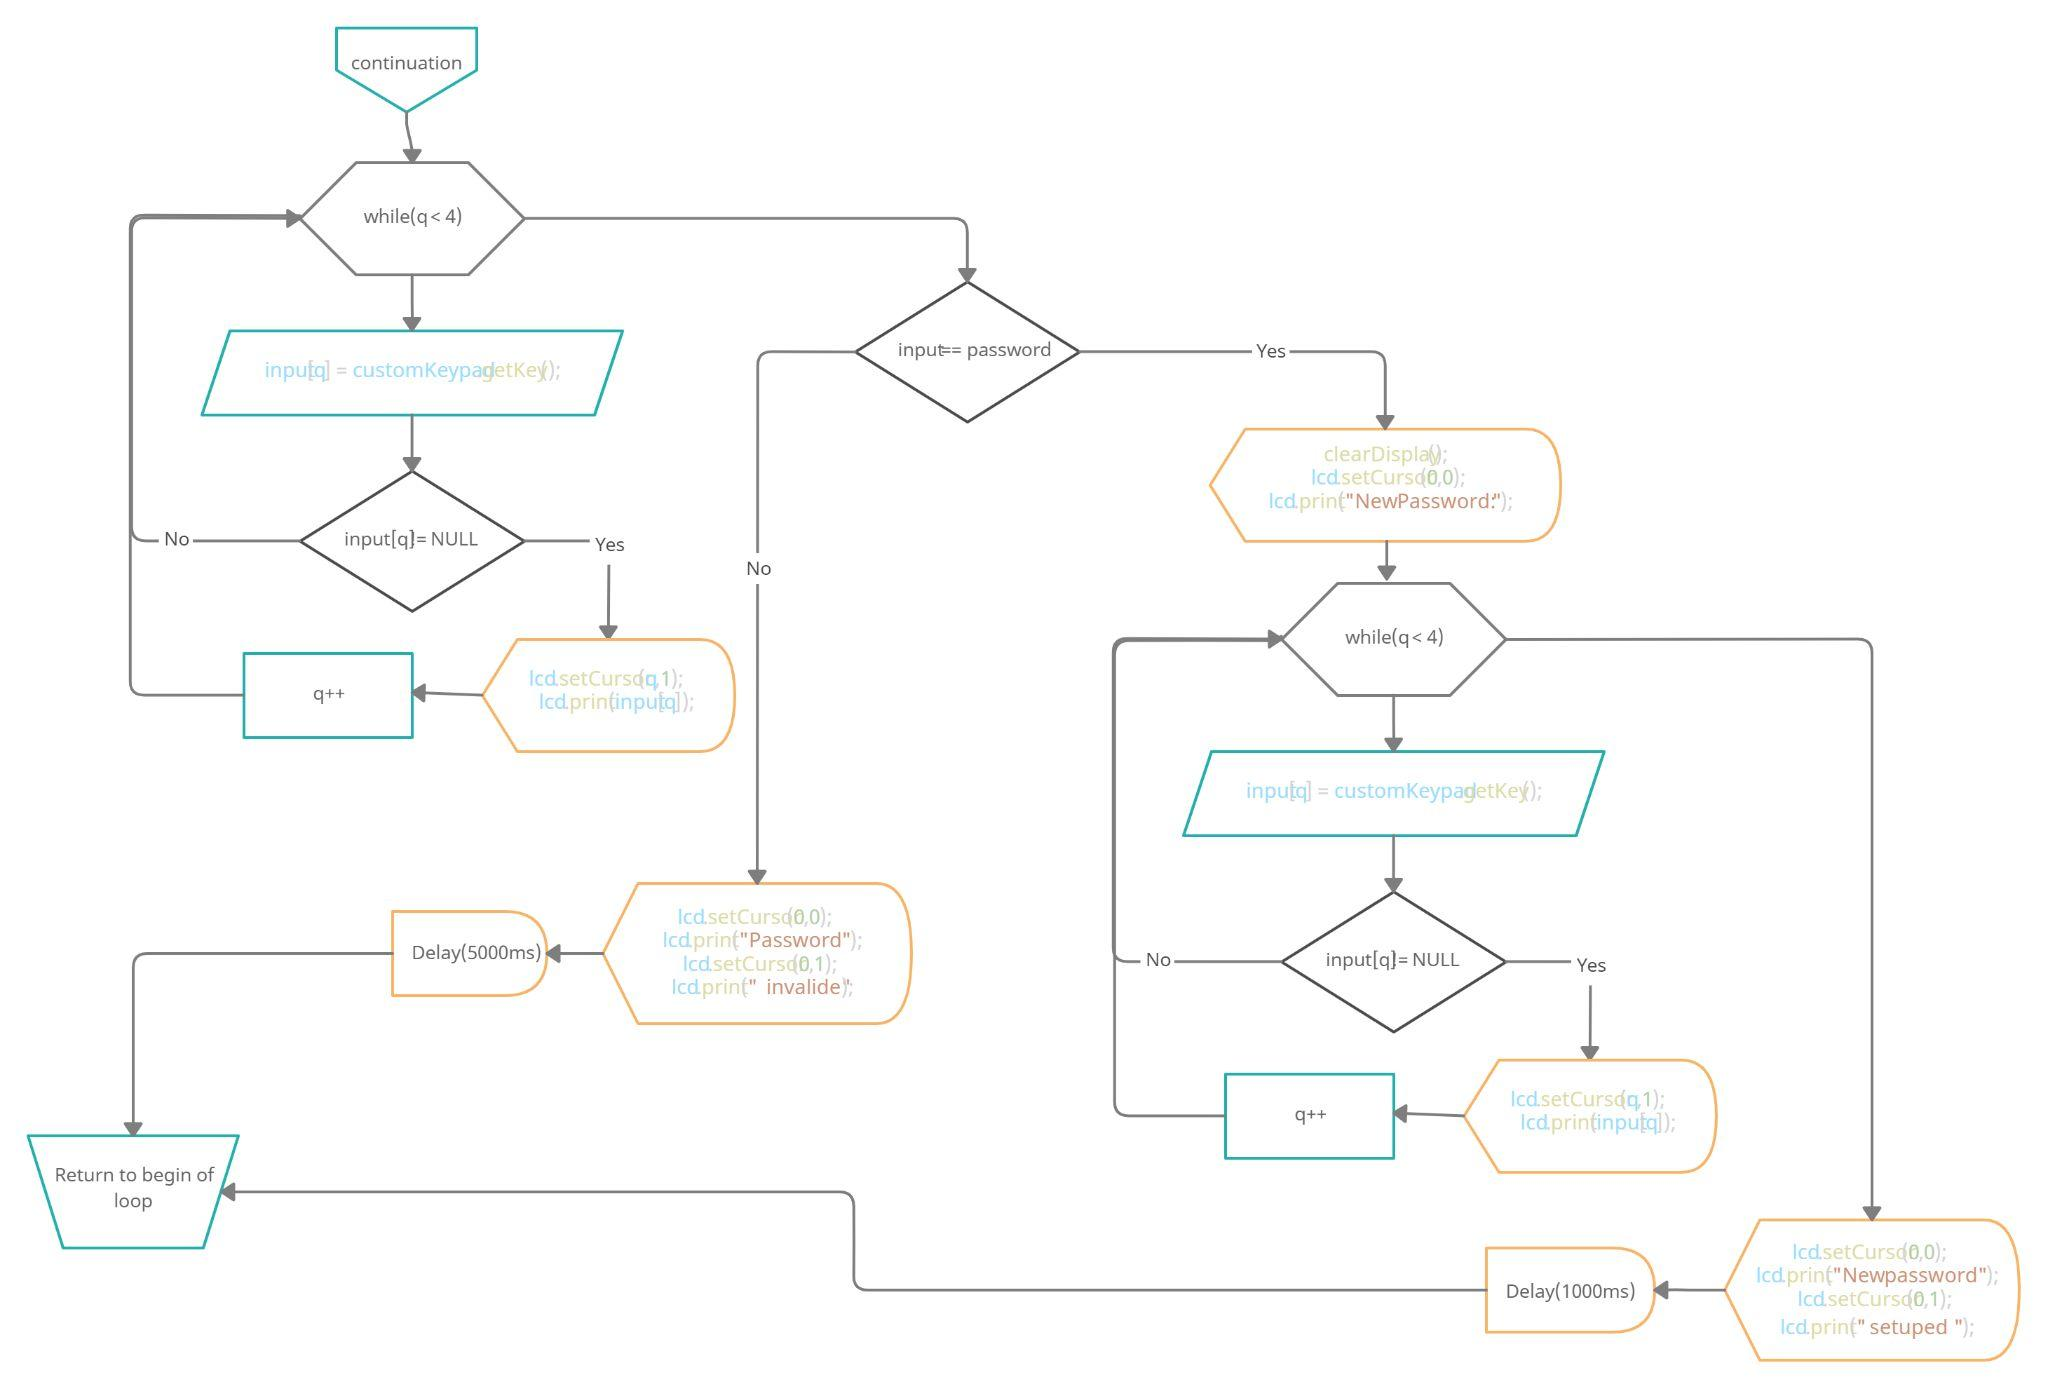 continuation
while(q < 4)
input[q] = customKeypad.getKey();
input[q]!= NULL
No
Yes
lcd.setCursor(q,1);
lcd.print(input[q]);
q++
input== password
Yes
No
clearDisplay();
lcd.setCursor(0,0);
lcd.print("NewPassword:");
while(q < 4)
input[q] = customKeypad.getKey();
input[q]!= NULL
No
Yes
lcd.setCursor(q,1);
lcd.print(input[q]);
q++
lcd.setCursor(0,0);
lcd.print("Password");
lcd.setCursor(0,1);
lcd.print(" invalide");
Delay(5000ms)
Return to begin of
loop
lcd.setCursor(0,0);
lcd.print("Newpassword");
lcd.setCursor(0,1);
lcd.print(" setuped ");
Delay(1000ms)